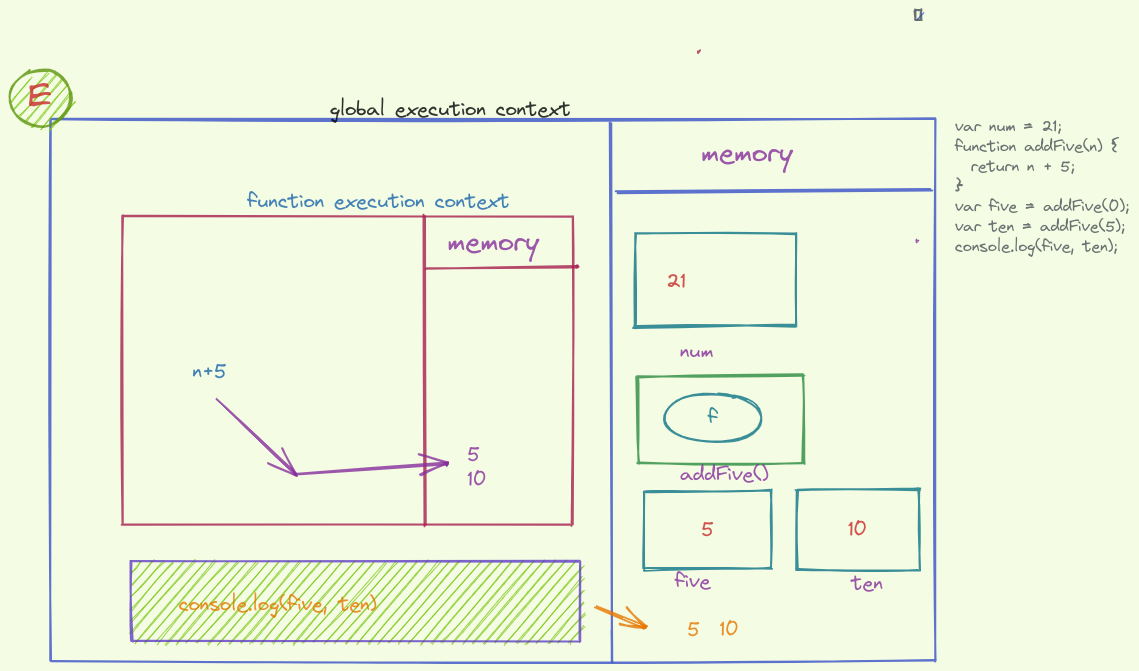 E
global execution context
memory
function execution context
memory
n+5
5
10
21
num
f
addFive()
5
five
10
ten
console.log(five, ten)
5 10
var num = 21;
function addFive(n) {
return n + 5;
}
var five = addFive(0);
var ten = addFive(5);
console.log(five, ten);